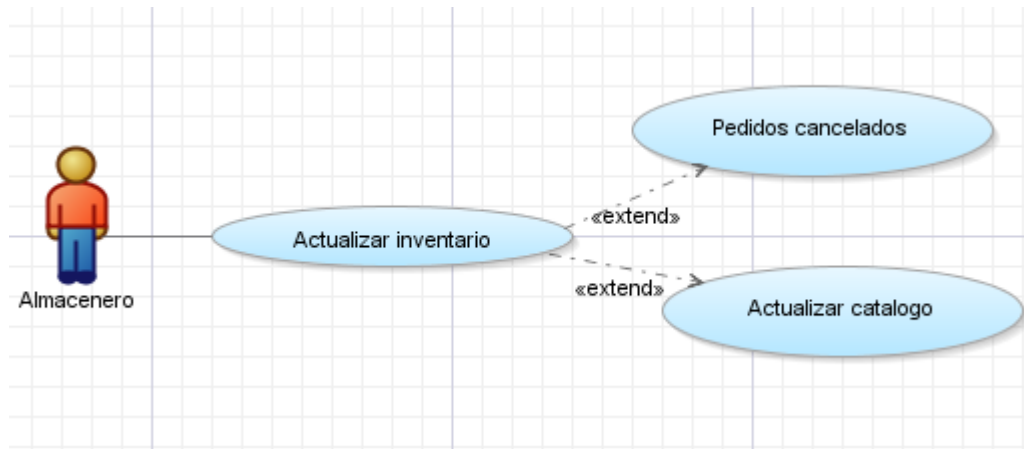 Pedidos cancelados
«extend»
Actualizar inventario
«extend»
Almacenero
Actualizar catalogo